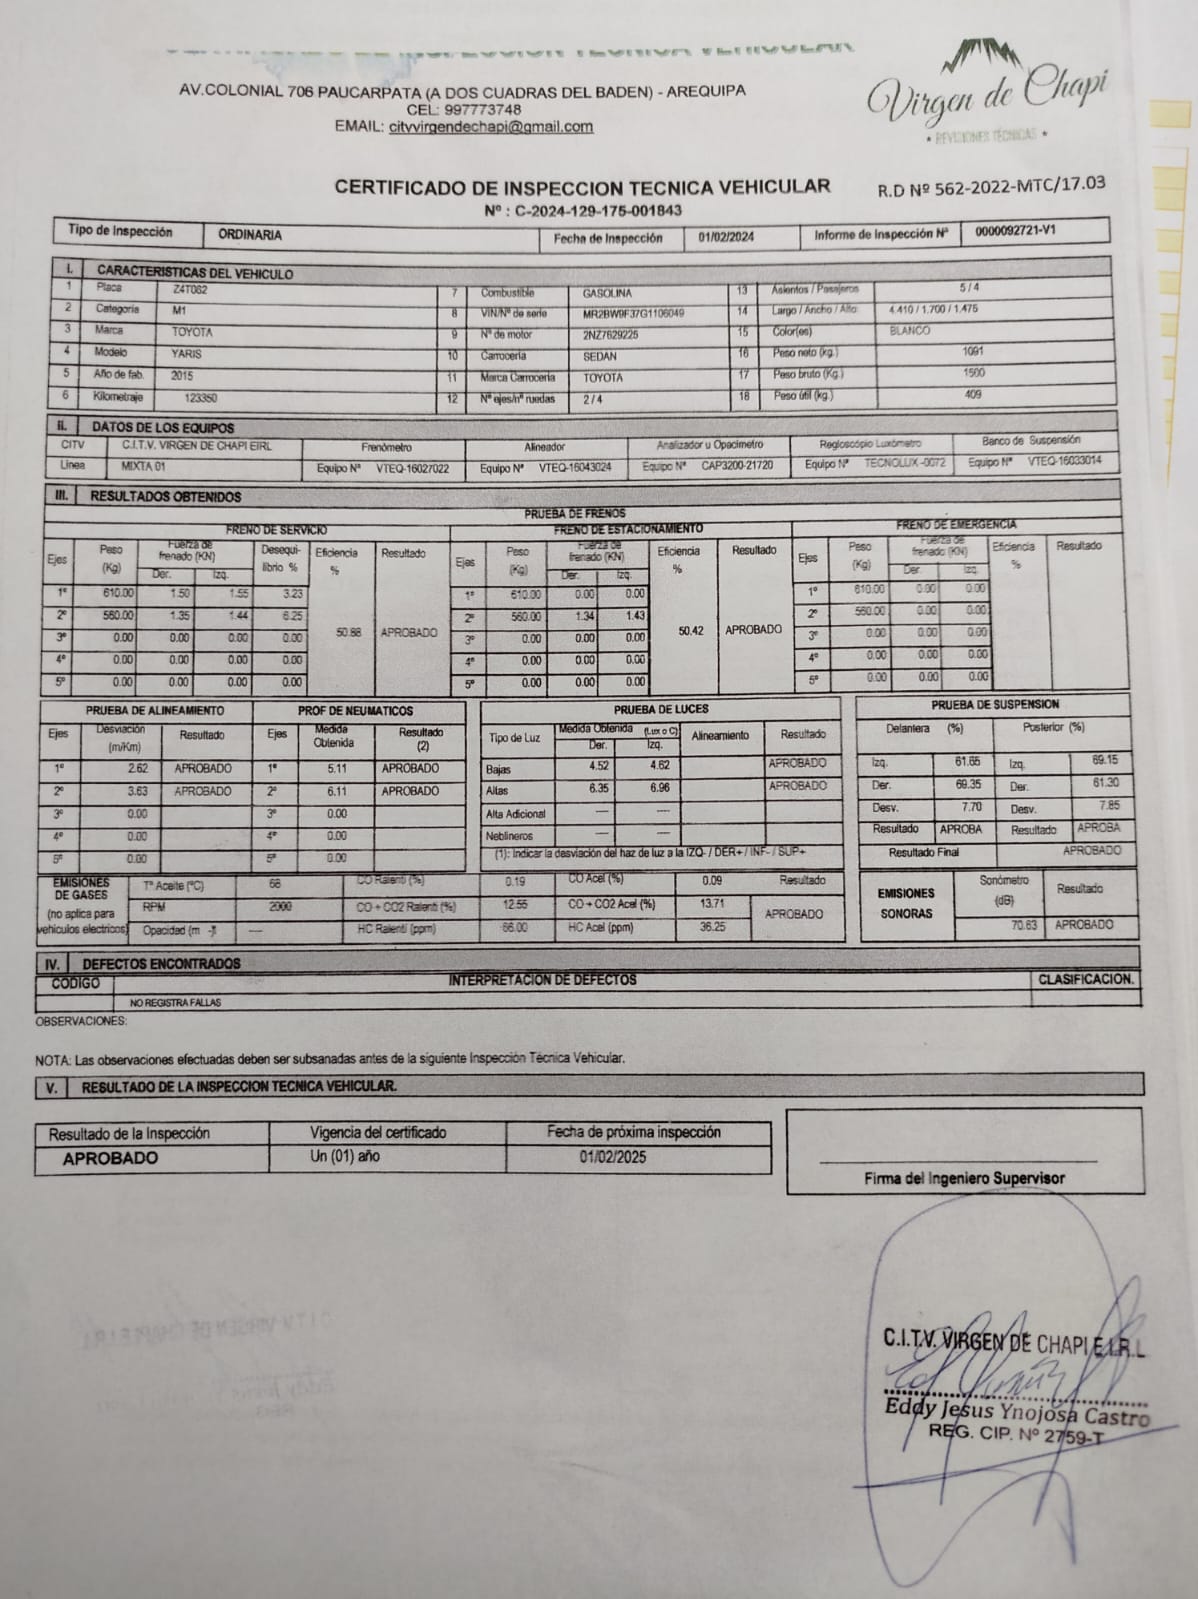 AV.COLONIAL 706 PAUCARPATA (A DOS CUADRAS DEL BADEN) - AREQUIPA
CEL: 997773748
EMAIL: citvvirgendechapi@gmail.com
Virgen de Chapi
* REVISIONES TÉCNICAS *
CERTIFICADO DE INSPECCION TECNICA VEHICULAR
R.D Nº 562-2022-MTC/17.03
Nº : C-2024-129-175-001843
Tipo de Inspección ORDINARIA Fecha de Inspección 01/02/2024 Informe de Inspección Nº 0000092721-V1
I. CARACTERISTICAS DEL VEHICULO
1 Placa Z4T062 7 Combustible GASOLINA 13 Asientos / Pasajeros 5 / 4
2 Categoria M1 8 VIN/Nº de serie MR2BW9F37G1106049 14 Largo / Ancho / Alto 4.410 / 1.700 / 1.475
3 Marca TOYOTA 9 Nº de motor 2NZ7629225 15 Color(es) BLANCO
4 Modelo YARIS 10 Carrocería SEDAN 16 Peso neto (kg.) 1091
5 Año de fab. 2015 11 Marca Carroceria TOYOTA 17 Peso bruto (Kg.) 1500
6 Kilometraje 123350 12 Nº ejes/nº ruedas 2 / 4 18 Peso útil (kg.) 409
II. DATOS DE LOS EQUIPOS
CITV C.I.T.V. VIRGEN DE CHAPI EIRL Frenómetro Alineador Analizador u Opacimetro Regloscópio Luxómetro Banco de Suspensión
Linea MIXTA 01 Equipo Nº VTEQ-16027022 Equipo Nº VTEQ-16043024 Equipo Nº CAP3200-21720 Equipo Nº TECNOLUX-0072 Equipo Nº VTEQ-16033014
III. RESULTADOS OBTENIDOS
PRUEBA DE FRENOS
FRENO DE SERVICIO FRENO DE ESTACIONAMIENTO FRENO DE EMERGENCIA
Ejes Peso (Kg) Fuerza de frenado (KN) Der. Izq. Desequilibrio % Eficiencia % Resultado Ejes Peso (Kg) Fuerza de frenado (KN) Der. Izq. Eficiencia % Resultado Ejes Peso (Kg) Fuerza de frenado (KN) Der. Izq. Eficiencia % Resultado
1º 610.00 1.50 1.55 3.23 1º 610.00 0.00 0.00 1º 610.00 0.00 0.00
2º 560.00 1.35 1.44 6.25 2º 560.00 1.34 1.43 2º 560.00 0.00 0.00
3º 0.00 0.00 0.00 0.00 50.88 APROBADO 3º 0.00 0.00 0.00 50.42 APROBADO 3º 0.00 0.00 0.00
4º 0.00 0.00 0.00 0.00 4º 0.00 0.00 0.00 4º 0.00 0.00 0.00
5º 0.00 0.00 0.00 0.00 5º 0.00 0.00 0.00 5º 0.00 0.00 0.00
PRUEBA DE ALINEAMIENTO PROF DE NEUMATICOS PRUEBA DE LUCES PRUEBA DE SUSPENSION
Ejes Desviación (m/Km) Resultado Ejes Medida Obtenida Resultado (2) Tipo de Luz Medida Obtenida (Lux o C) Der. Izq. Alineamiento Resultado Delantera (%) Posterior (%)
1º 2.62 APROBADO 1º 5.11 APROBADO Bajas 4.52 4.62 APROBADO Izq. 61.65 Izq. 69.15
2º 3.63 APROBADO 2º 6.11 APROBADO Altas 6.35 6.96 APROBADO Der. 69.35 Der. 61.30
3º 0.00 3º 0.00 Alta Adicional ---- ---- Desv. 7.70 Desv. 7.85
4º 0.00 4º 0.00 Neblineros ---- ---- Resultado APROBA Resultado APROBA
5º 0.00 5º 0.00 (1): Indicar la desviación del haz de luz a la IZQ- / DER+ / INF- / SUP+ Resultado Final APROBADO
EMISIONES DE GASES (no aplica para vehiculos electricos)
Tº Aceite (ºC) 66 CO Ralenti (%) 0.19 CO Acel (%) 0.09 Resultado
RPM 2000 CO + CO2 Ralenti (%) 12.55 CO + CO2 Acel (%) 13.71 APROBADO
Opacidad (m ---- HC Ralenti (ppm) 66.00 HC Acel (ppm) 36.25
EMISIONES SONORAS Sonómetro (dB) Resultado
70.63 APROBADO
IV. DEFECTOS ENCONTRADOS
CODIGO INTERPRETACION DE DEFECTOS CLASIFICACION.
NO REGISTRA FALLAS
OBSERVACIONES:
NOTA: Las observaciones efectuadas deben ser subsanadas antes de la siguiente Inspección Técnica Vehicular.
V. RESULTADO DE LA INSPECCION TECNICA VEHICULAR.
Resultado de la Inspección Vigencia del certificado Fecha de próxima inspección
APROBADO Un (01) año 01/02/2025
Firma del Ingeniero Supervisor
C.I.T.V. VIRGEN DE CHAPI E.I.R.L
Eddy Jesus Ynojosa Castro
REG. CIP. Nº 2759-T